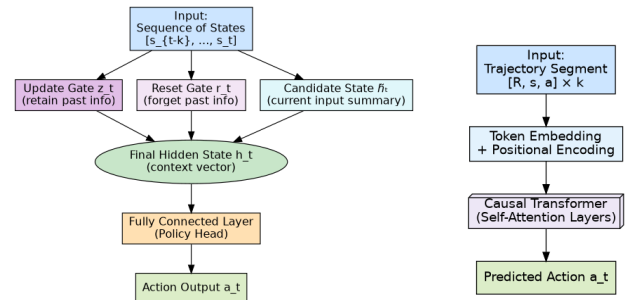 Input:
Sequence of States
[s_{t-k}, ..., s_t]
Update Gate z_t
(retain past info)
Reset Gate r_t
(forget past info)
Candidate State h̃ₜ
(current input summary)
Final Hidden State h_t
(context vector)
Fully Connected Layer
(Policy Head)
Action Output a_t
Input:
Trajectory Segment
[R, s, a] × k
Token Embedding
+ Positional Encoding
Causal Transformer
(Self-Attention Layers)
Predicted Action a_t